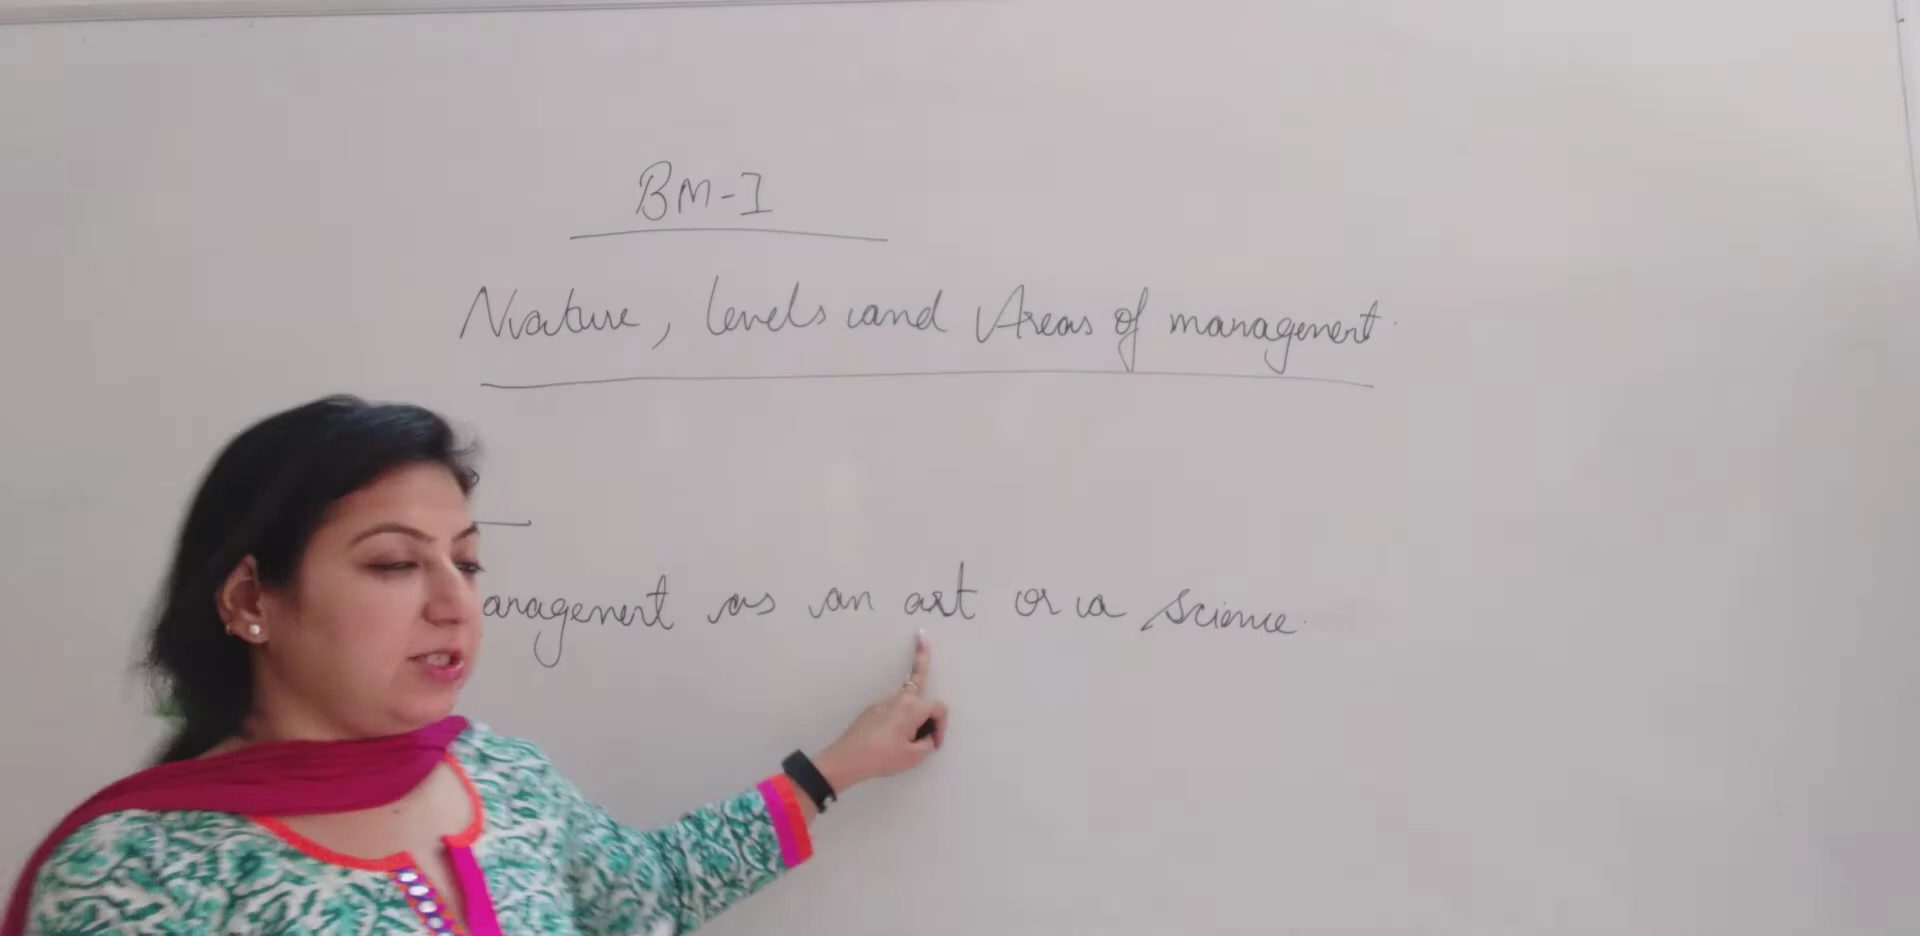 BM-I
Nature, levels and Areas of management.
anagement as an art or a science.